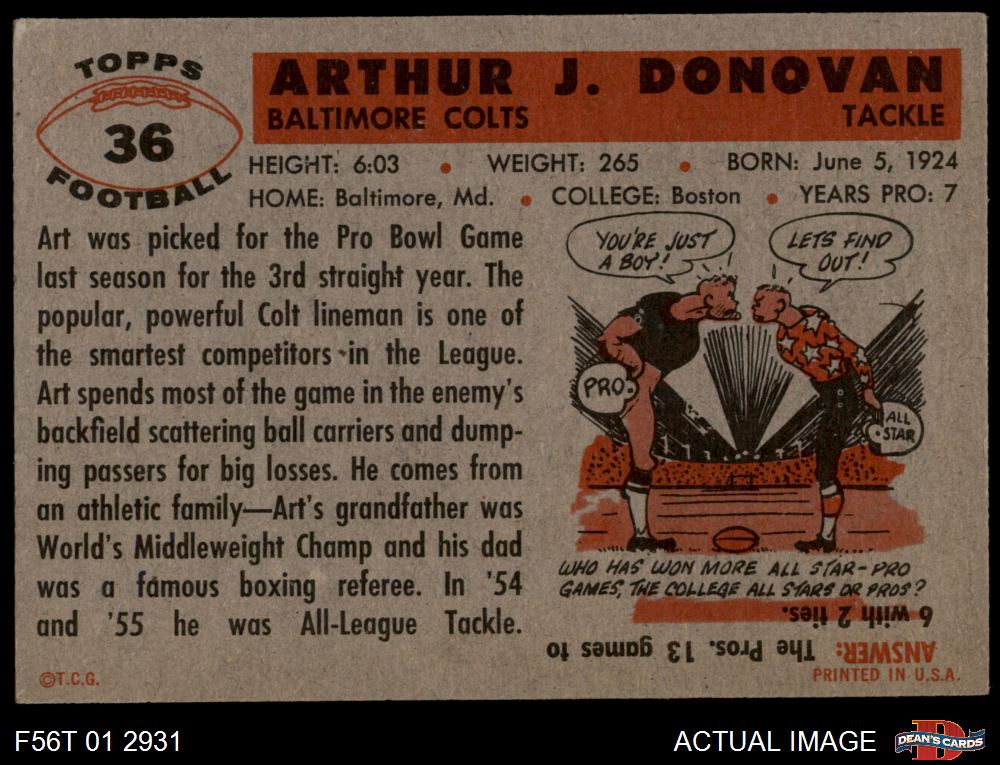 TOPPS
36
FOOTBALL
ARTHUR J. DONOVAN
BALTIMORE COLTS TACKLE
HEIGHT: 6:03 • WEIGHT: 265 • BORN: June 5, 1924
HOME: Baltimore, Md. • COLLEGE: Boston • YEARS PRO: 7
Art was picked for the Pro Bowl Game
last season for the 3rd straight year. The
popular, powerful Colt lineman is one of
the smartest competitors in the League.
Art spends most of the game in the enemy's
backfield scattering ball carriers and dump-
ing passers for big losses. He comes from
an athletic family—Art's grandfather was
World's Middleweight Champ and his dad
was a famous boxing referee. In '54
and '55 he was All-League Tackle.
YOU'RE JUST
A BOY!
LETS FIND
OUT!
PRO
ALL
STAR
WHO HAS WON MORE ALL STAR-PRO
GAMES, THE COLLEGE ALL STARS OR PROS?
ANSWER: The Pros. 13 games to
6 with 2 ties.
©T.C.G.
PRINTED IN U.S.A.
F56T 01 2931
ACTUAL IMAGE
DEAN'S CARDS